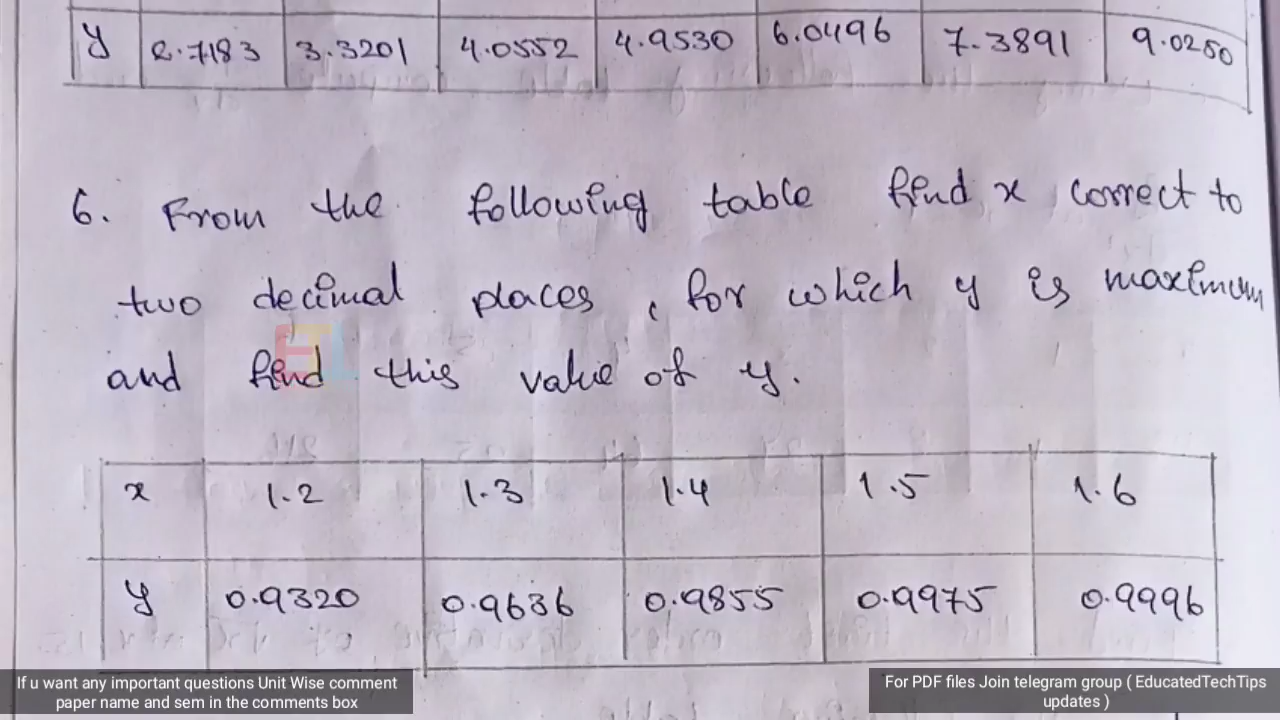 y 2.7183 3.3201 4.0552 4.9530 6.0496 7.3891 9.0250
6. From the following table find x correct to
two decimal places, for which y is maximum
and find this value of y.
x 1.2 1.3 1.4 1.5 1.6
y 0.9320 0.9636 0.9855 0.9975 0.9996
If u want any important questions Unit Wise comment
paper name and sem in the comments box
For PDF files Join telegram group ( EducatedTechTips
updates )